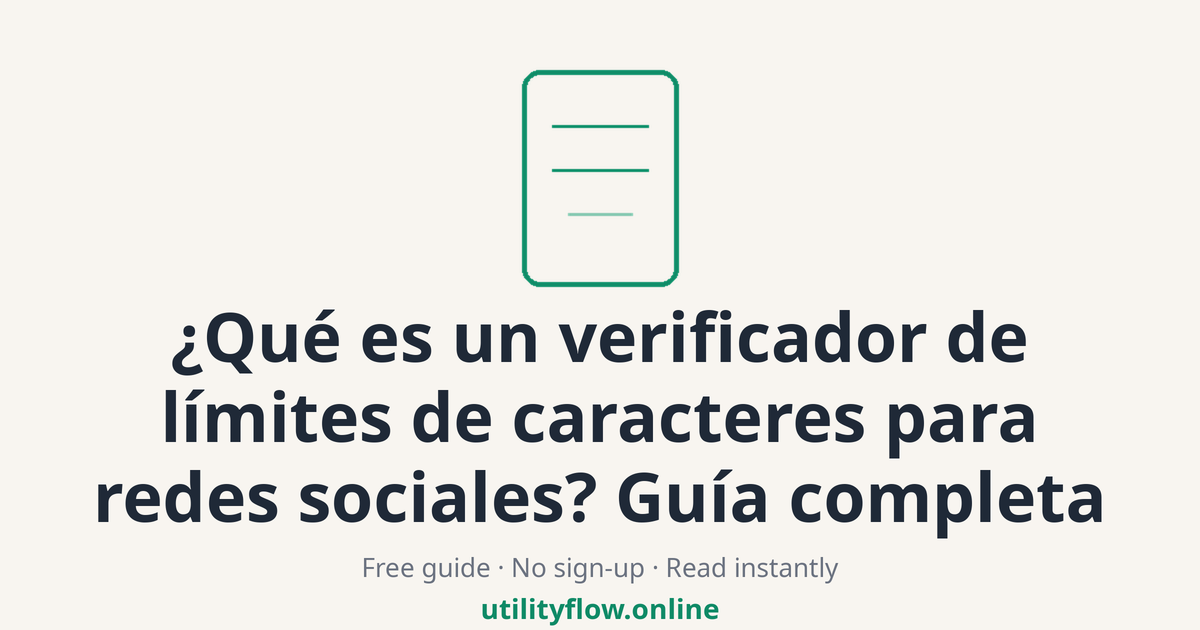 ¿Qué es un verificador de
límites de caracteres para
redes sociales? Guía completa
Free guide · No sign-up · Read instantly
utilityflow.online